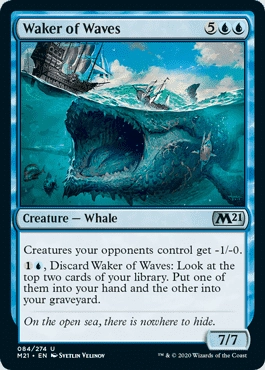 Waker of Waves 5
Creature — Whale M21
Creatures your opponents control get -1/-0.
1, Discard Waker of Waves: Look at the
top two cards of your library. Put one of
them into your hand and the other into
your graveyard.
On the open sea, there is nowhere to hide.
7/7
084/274 U
M21 • EN SVETLIN VELINOV ™ & © 2020 Wizards of the Coast